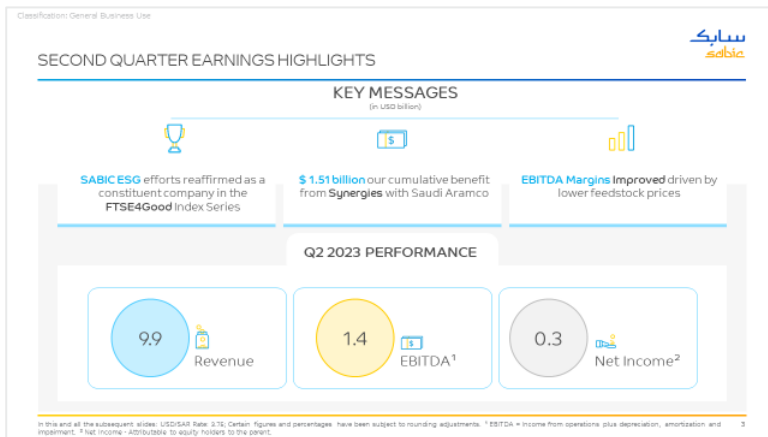 Classification: General Business Use
سابك
sabic
SECOND QUARTER EARNINGS HIGHLIGHTS
KEY MESSAGES
(in USD billion)
SABIC ESG efforts reaffirmed as a
constituent company in the
FTSE4Good Index Series
$ 1.51 billion our cumulative benefit
from Synergies with Saudi Aramco
EBITDA Margins Improved driven by
lower feedstock prices
Q2 2023 PERFORMANCE
9.9
Revenue
1.4
EBITDA¹
0.3
Net Income²
In this and all the subsequent slides: USD/SAR Rate: 3.75; Certain figures and percentages have been subject to rounding adjustments. ¹ EBITDA = Income from operations plus depreciation, amortization and
impairment. ² Net Income - Attributable to equity holders to the parent.
3